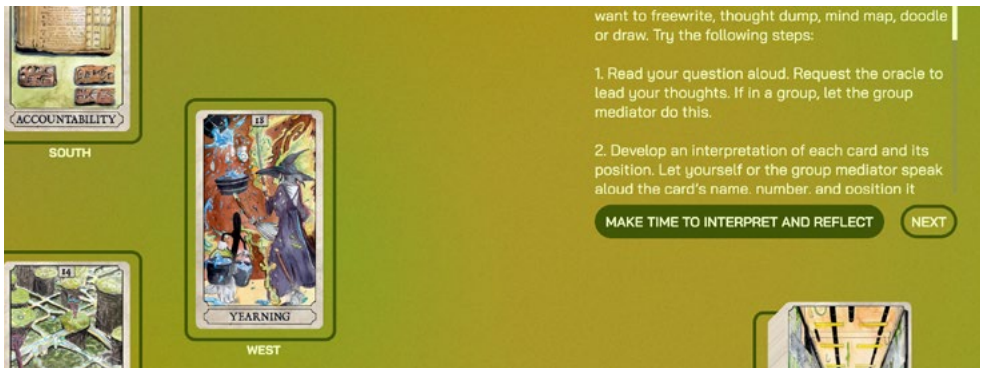 want to freewrite, thought dump, mind map, doodle
or draw. Try the following steps:
1. Read your question aloud. Request the oracle to
lead your thoughts. If in a group, let the group
mediator do this.
2. Develop an interpretation of each card and its
position. Let yourself or the group mediator speak
aloud the card's name, number, and position it
MAKE TIME TO INTERPRET AND REFLECT
NEXT
ACCOUNTABILITY
SOUTH
YEARNING
WEST
14